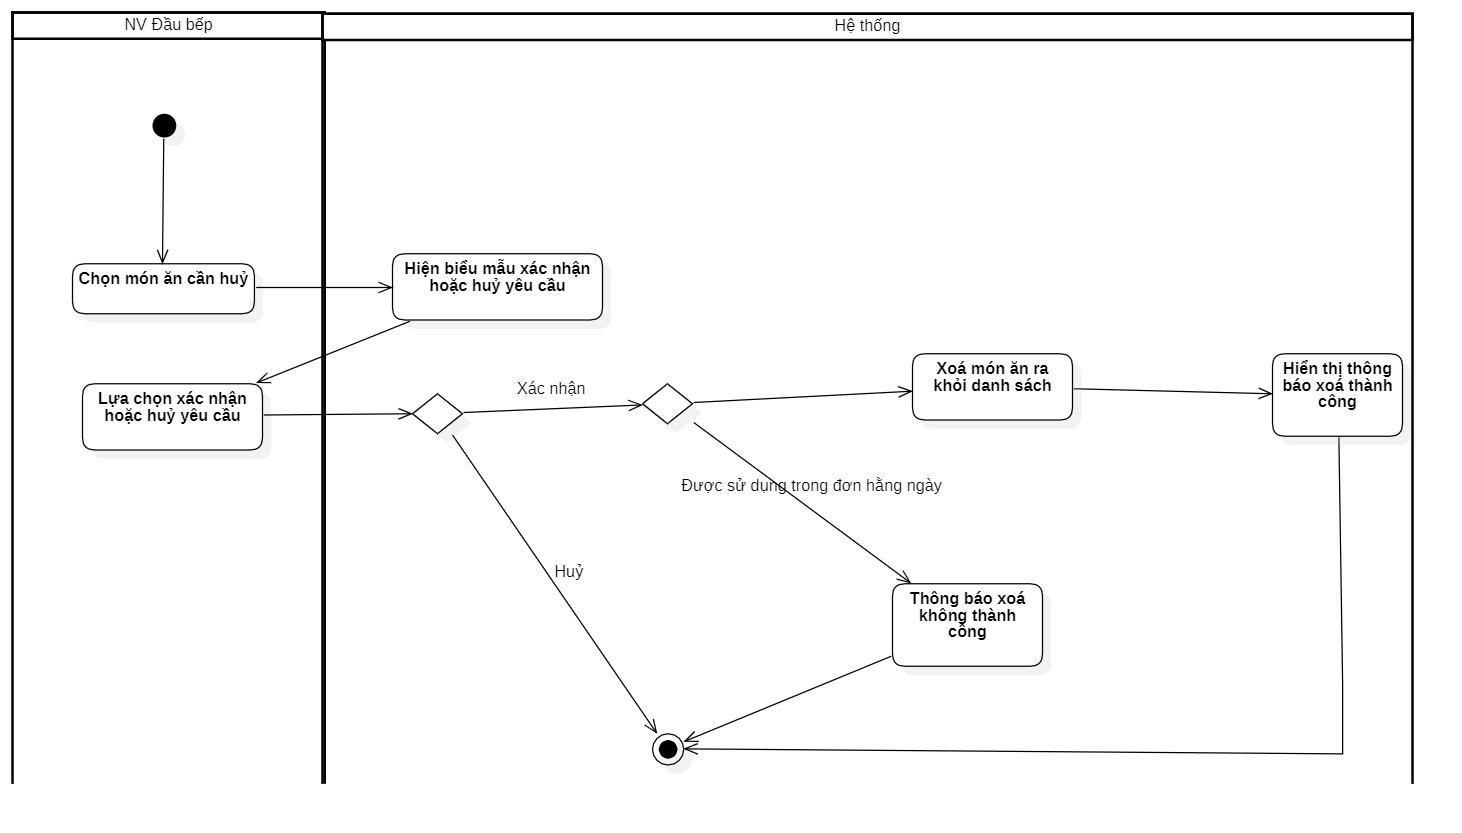 NV Đầu bếp
Hệ thống
Chọn món ăn cần huỷ
Hiện biểu mẫu xác nhận
hoặc huỷ yêu cầu
Lựa chọn xác nhận
hoặc huỷ yêu cầu
Xác nhận
Xoá món ăn ra
khỏi danh sách
Hiển thị thông
báo xoá thành
công
Được sử dụng trong đơn hằng ngày
Huỷ
Thông báo xoá
không thành
công